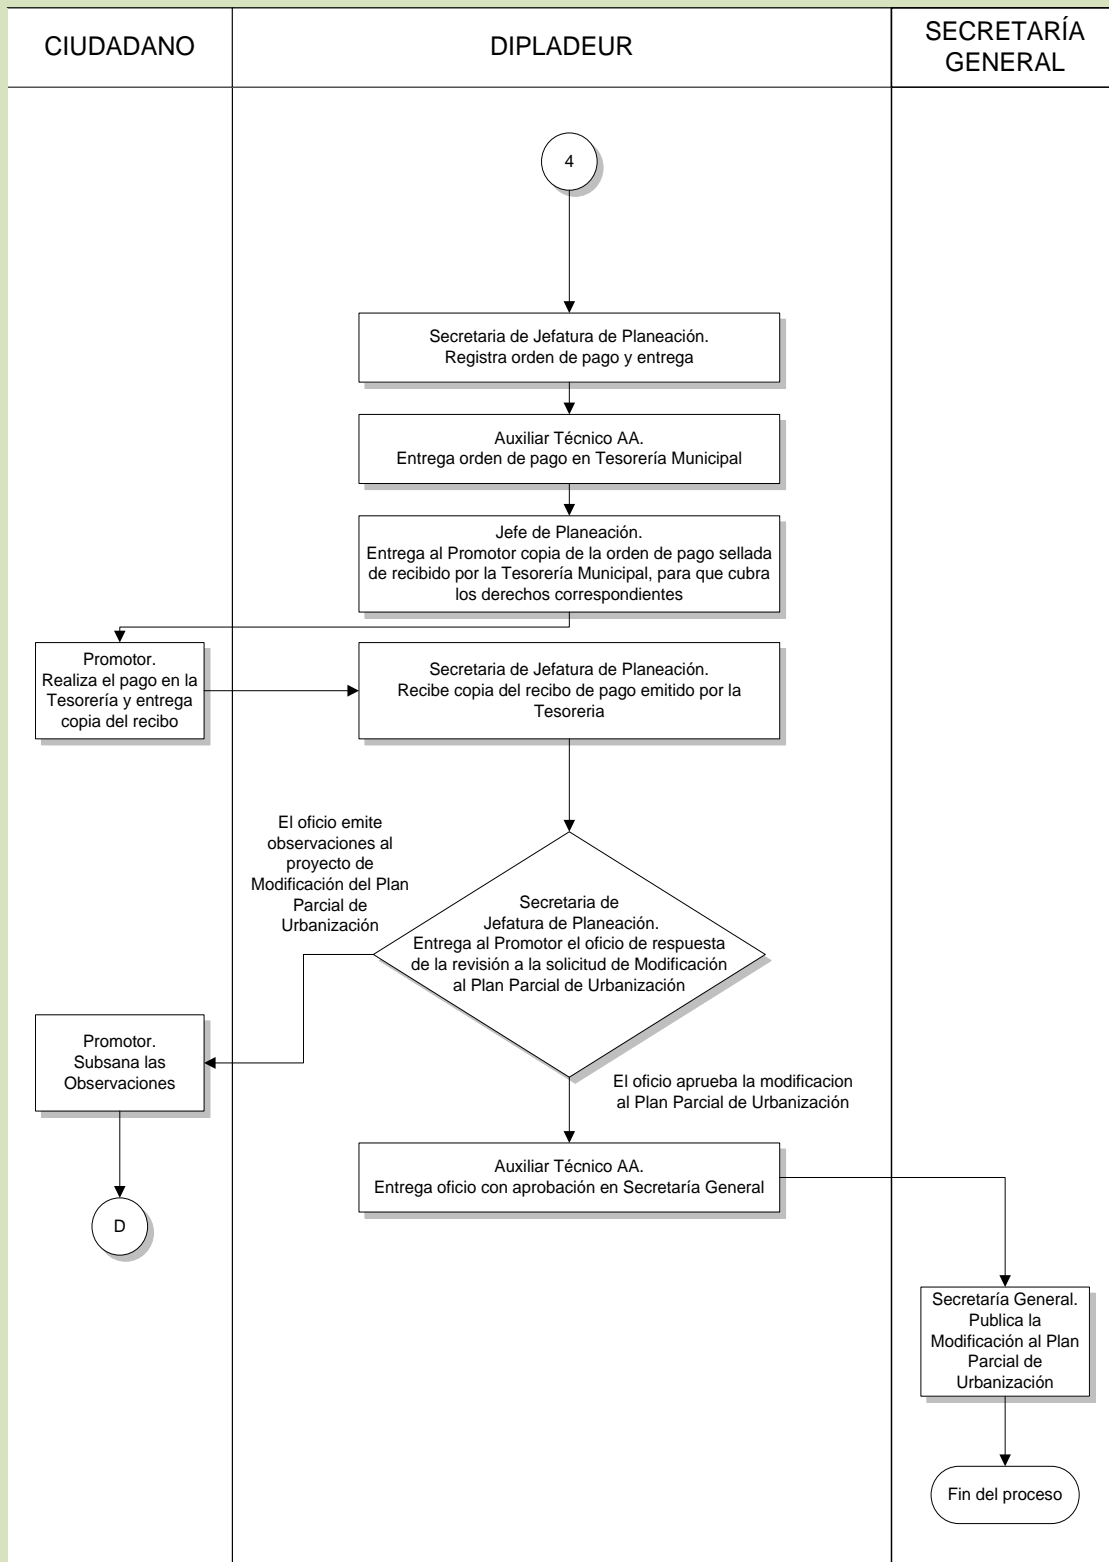 CIUDADANO
DIPLADEUR
SECRETARÍA
GENERAL
4
Secretaria de Jefatura de Planeación.
Registra orden de pago y entrega
Auxiliar Técnico AA.
Entrega orden de pago en Tesorería Municipal
Jefe de Planeación.
Entrega al Promotor copia de la orden de pago sellada
de recibido por la Tesorería Municipal, para que cubra
los derechos correspondientes
Promotor.
Realiza el pago en la
Tesorería y entrega
copia del recibo
Secretaria de Jefatura de Planeación.
Recibe copia del recibo de pago emitido por la
Tesoreria
El oficio emite
observaciones al
proyecto de
Modificación del Plan
Parcial de
Urbanización
Secretaria de
Jefatura de Planeación.
Entrega al Promotor el oficio de respuesta
de la revisión a la solicitud de Modificación
al Plan Parcial de Urbanización
Promotor.
Subsana las
Observaciones
El oficio aprueba la modificacion
al Plan Parcial de Urbanización
Auxiliar Técnico AA.
Entrega oficio con aprobación en Secretaría General
D
Secretaría General.
Publica la
Modificación al Plan
Parcial de
Urbanización
Fin del proceso